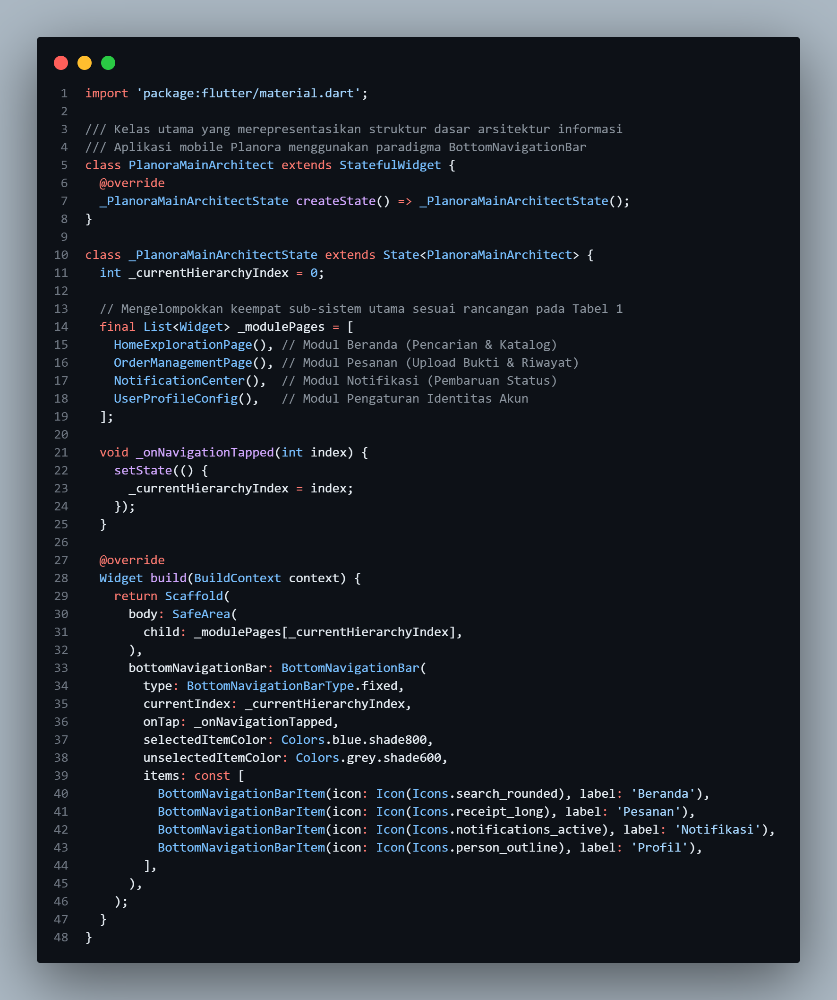 1 import 'package:flutter/material.dart';
2
3 /// Kelas utama yang merepresentasikan struktur dasar arsitektur informasi
4 /// Aplikasi mobile Planora menggunakan paradigma BottomNavigationBar
5 class PlanoraMainArchitect extends StatefulWidget {
6   @override
7   _PlanoraMainArchitectState createState() => _PlanoraMainArchitectState();
8 }
9
10 class _PlanoraMainArchitectState extends State<PlanoraMainArchitect> {
11   int _currentHierarchyIndex = 0;
12
13   // Mengelompokkan keempat sub-sistem utama sesuai rancangan pada Tabel 1
14   final List<Widget> _modulePages = [
15     HomeExplorationPage(), // Modul Beranda (Pencarian & Katalog)
16     OrderManagementPage(), // Modul Pesanan (Upload Bukti & Riwayat)
17     NotificationCenter(),  // Modul Notifikasi (Pembaruan Status)
18     UserProfileConfig(),   // Modul Pengaturan Identitas Akun
19   ];
20
21   void _onNavigationTapped(int index) {
22     setState(() {
23       _currentHierarchyIndex = index;
24     });
25   }
26
27   @override
28   Widget build(BuildContext context) {
29     return Scaffold(
30       body: SafeArea(
31         child: _modulePages[_currentHierarchyIndex],
32       ),
33       bottomNavigationBar: BottomNavigationBar(
34         type: BottomNavigationBarType.fixed,
35         currentIndex: _currentHierarchyIndex,
36         onTap: _onNavigationTapped,
37         selectedItemColor: Colors.blue.shade800,
38         unselectedItemColor: Colors.grey.shade600,
39         items: const [
40           BottomNavigationBarItem(icon: Icon(Icons.search_rounded), label: 'Beranda'),
41           BottomNavigationBarItem(icon: Icon(Icons.receipt_long), label: 'Pesanan'),
42           BottomNavigationBarItem(icon: Icon(Icons.notifications_active), label: 'Notifikasi'),
43           BottomNavigationBarItem(icon: Icon(Icons.person_outline), label: 'Profil'),
44         ],
45       ),
46     );
47   }
48 }